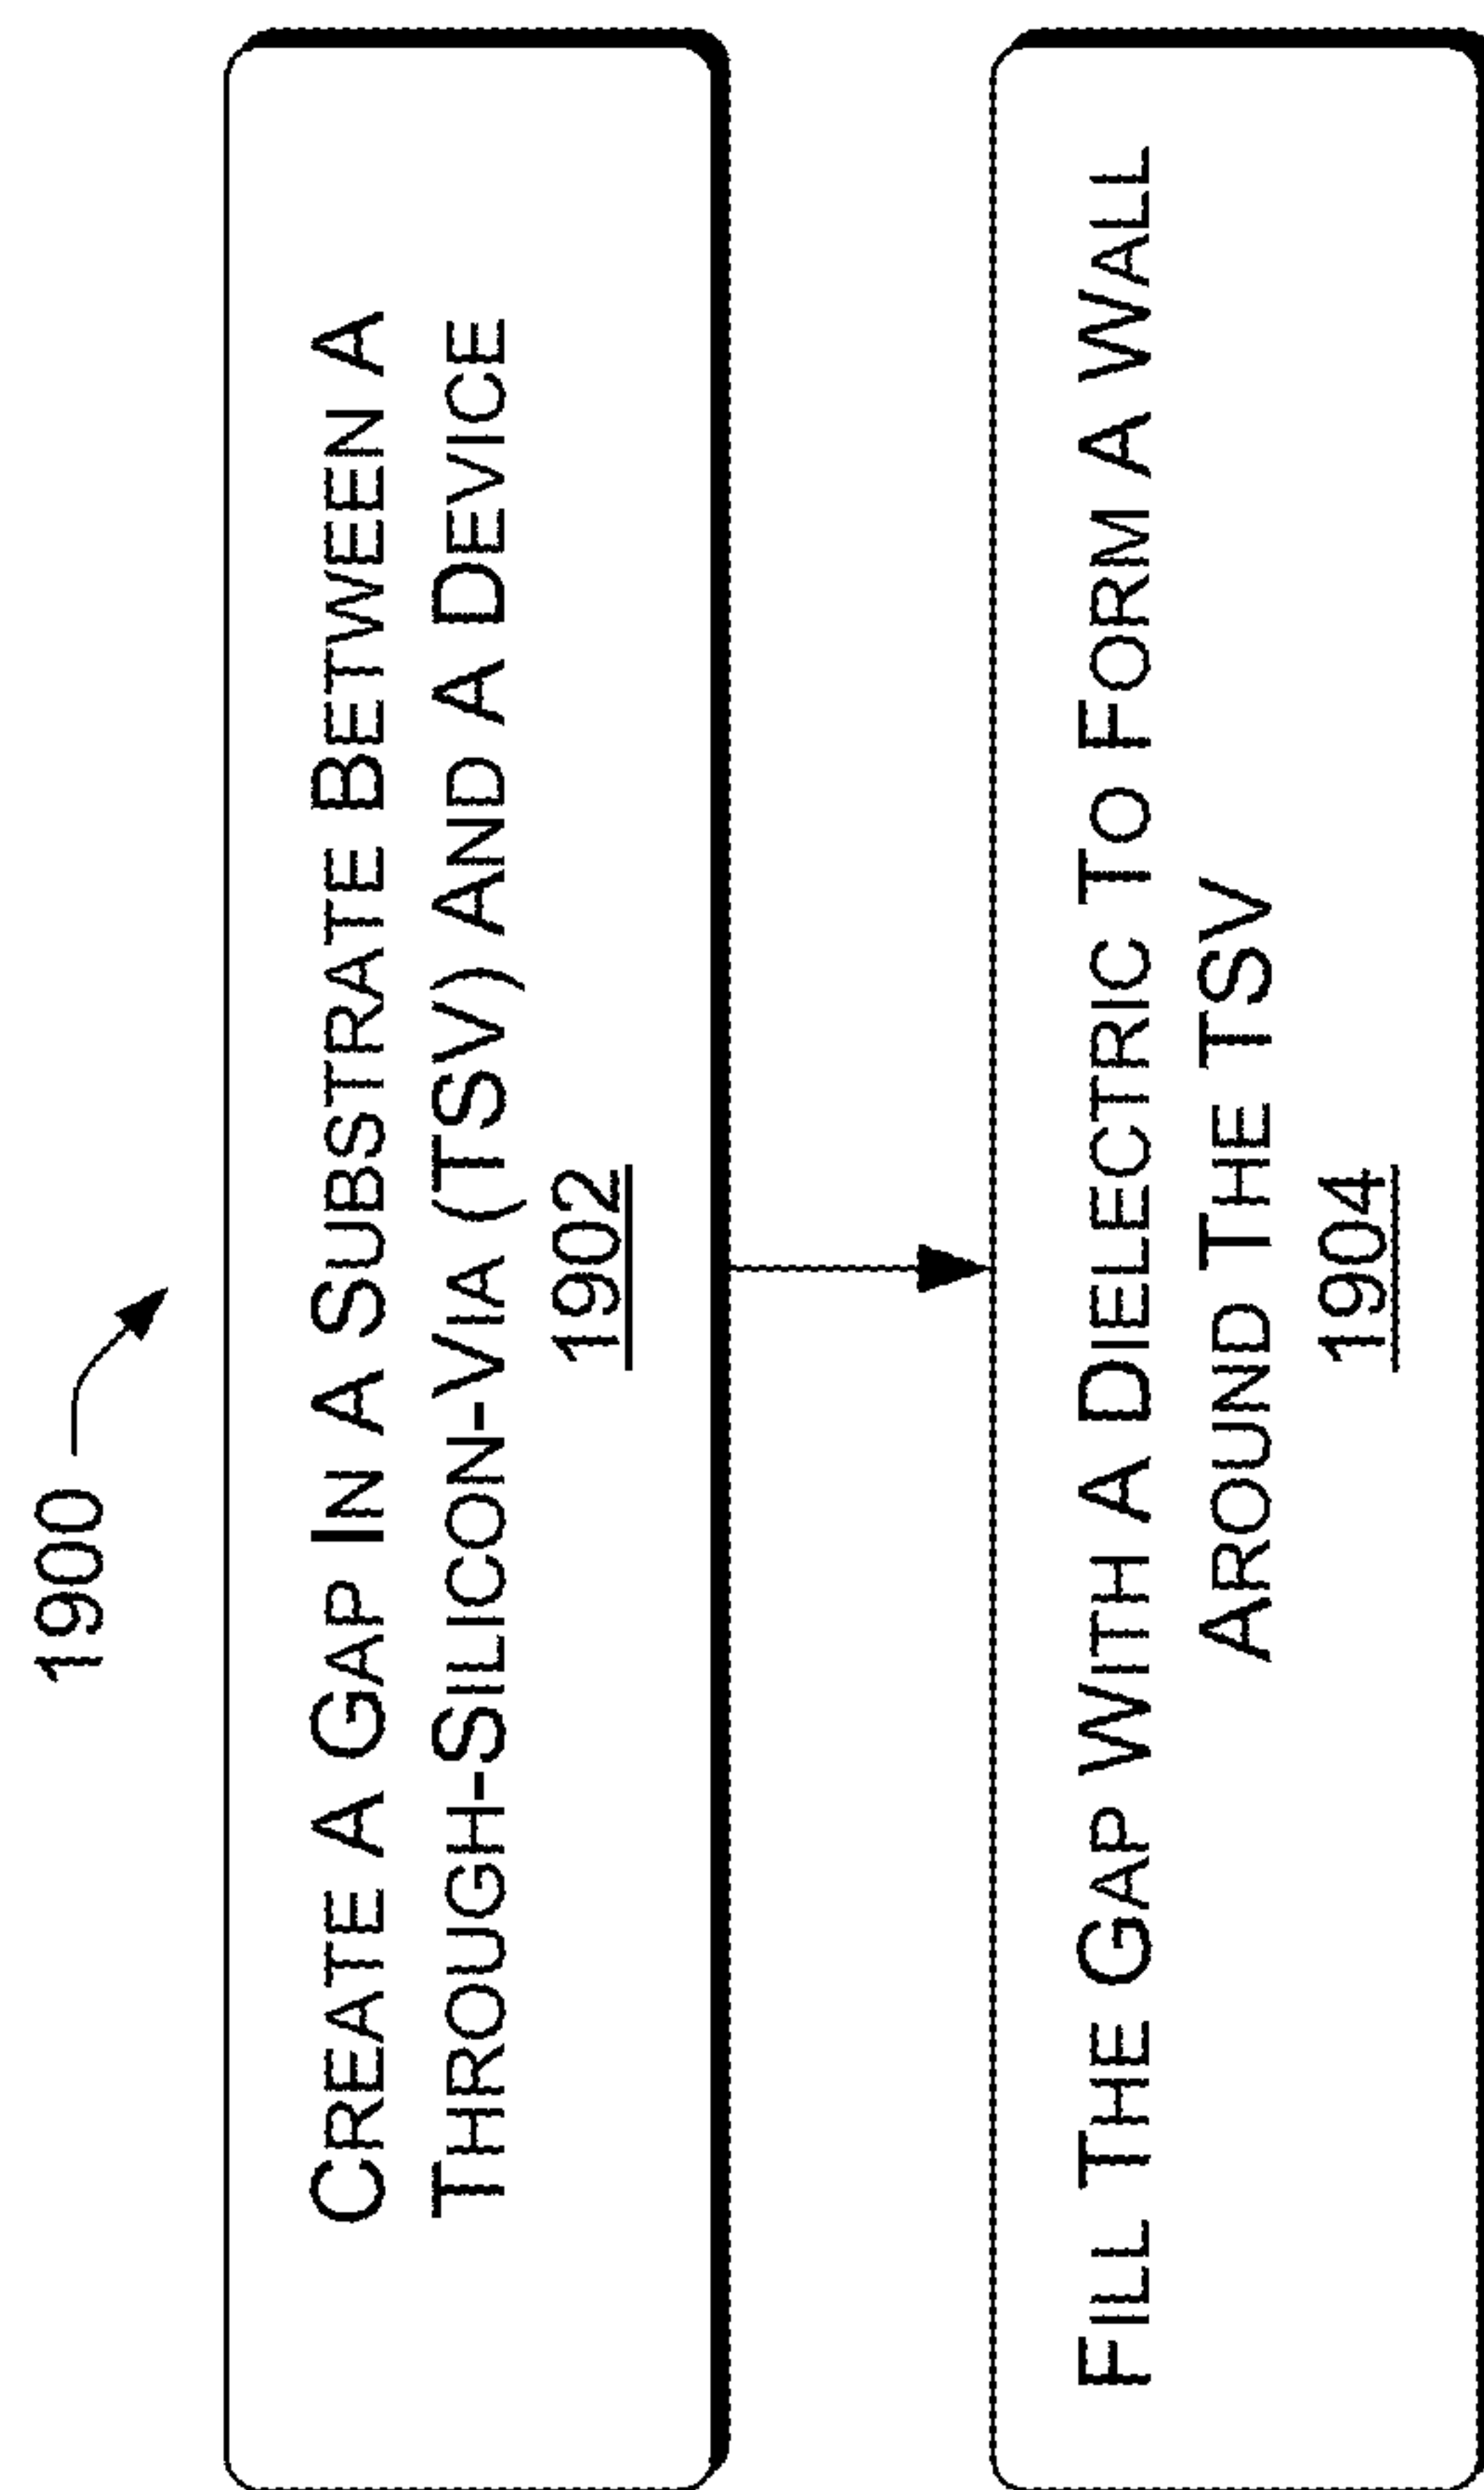 1900
CREATE A GAP IN A SUBSTRATE BETWEEN A
THROUGH-SILICON-VIA (TSV) AND A DEVICE
1902
FILL THE GAP WITH A DIELECTRIC TO FORM A WALL
AROUND THE TSV
1904